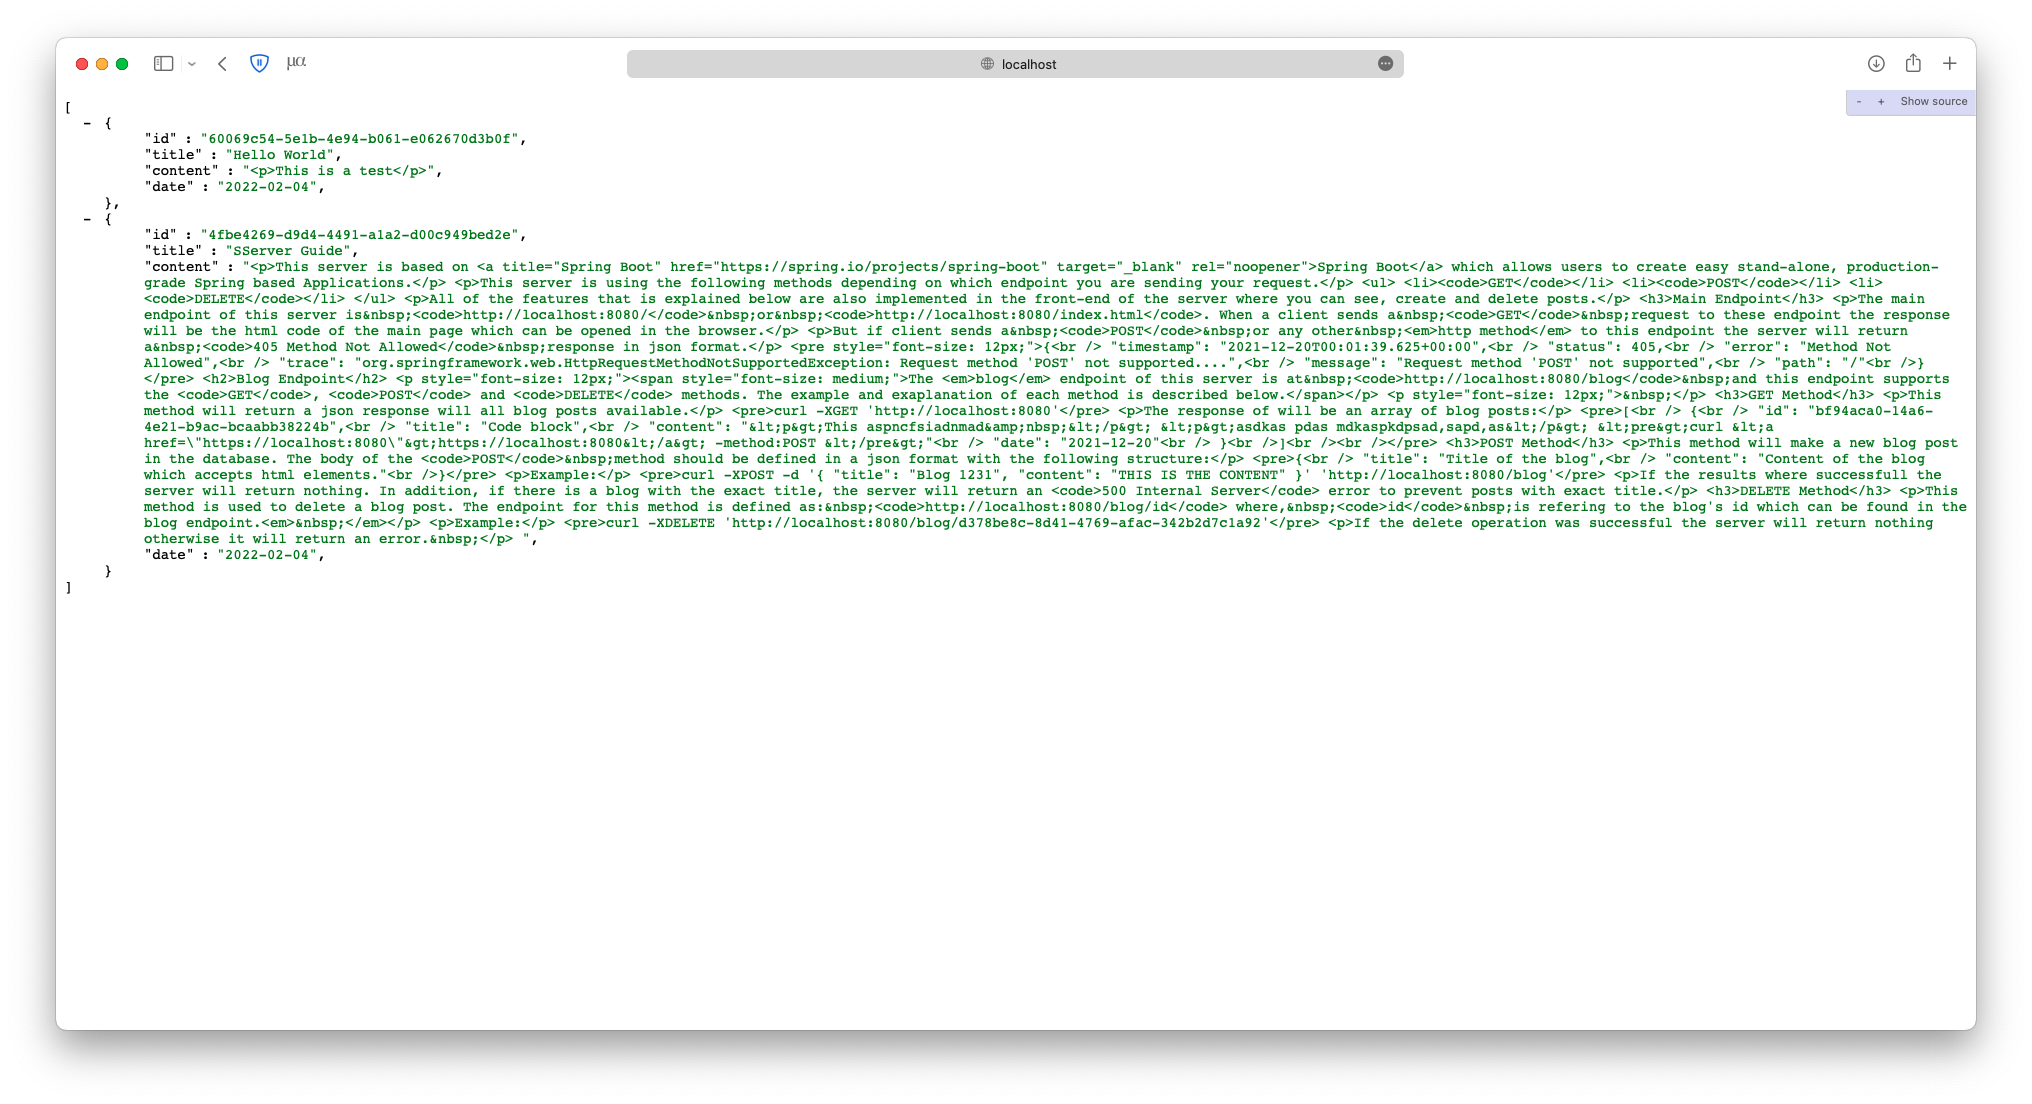 μα
localhost
- + Show source
[
- {
"id" : "60069c54-5e1b-4e94-b061-e062670d3b0f",
"title" : "Hello World",
"content" : "<p>This is a test</p>",
"date" : "2022-02-04",
},
- {
"id" : "4fbe4269-d9d4-4491-a1a2-d00c949bed2e",
"title" : "SServer Guide",
"content" : "<p>This server is based on <a title="Spring Boot" href="https://spring.io/projects/spring-boot" target="_blank" rel="noopener">Spring Boot</a> which allows users to create easy stand-alone, production-
grade Spring based Applications.</p> <p>This server is using the following methods depending on which endpoint you are sending your request.</p> <ul> <li><code>GET</code></li> <li><code>POST</code></li> <li>
<code>DELETE</code></li> </ul> <p>All of the features that is explained below are also implemented in the front-end of the server where you can see, create and delete posts.</p> <h3>Main Endpoint</h3> <p>The main
endpoint of this server is&nbsp;<code>http://localhost:8080/</code>&nbsp;or&nbsp;<code>http://localhost:8080/index.html</code>. When a client sends a&nbsp;<code>GET</code>&nbsp;request to these endpoint the response
will be the html code of the main page which can be opened in the browser.</p> <p>But if client sends a&nbsp;<code>POST</code>&nbsp;or any other&nbsp;<em>http method</em> to this endpoint the server will return
a&nbsp;<code>405 Method Not Allowed</code>&nbsp;response in json format.</p> <pre style="font-size: 12px;">{<br /> "timestamp": "2021-12-20T00:01:39.625+00:00",<br /> "status": 405,<br /> "error": "Method Not
Allowed",<br /> "trace": "org.springframework.web.HttpRequestMethodNotSupportedException: Request method 'POST' not supported....",<br /> "message": "Request method 'POST' not supported",<br /> "path": "/"<br />}
</pre> <h2>Blog Endpoint</h2> <p style="font-size: 12px;"><span style="font-size: medium;">The <em>blog</em> endpoint of this server is at&nbsp;<code>http://localhost:8080/blog</code>&nbsp;and this endpoint supports
the <code>GET</code>, <code>POST</code> and <code>DELETE</code> methods. The example and exaplanation of each method is described below.</span></p> <p style="font-size: 12px;">&nbsp;</p> <h3>GET Method</h3> <p>This
method will return a json response will all blog posts available.</p> <pre>curl -XGET 'http://localhost:8080'</pre> <p>The response of will be an array of blog posts:</p> <pre>[<br /> {<br /> "id": "bf94aca0-14a6-
4e21-b9ac-bcaabb38224b",<br /> "title": "Code block",<br /> "content": "&lt;p&gt;This aspncfsiadnmad&amp;nbsp;&lt;/p&gt; &lt;p&gt;asdkas pdas mdkaspkdpsad,sapd,as&lt;/p&gt; &lt;pre&gt;curl &lt;a
href=\"https://localhost:8080\"&gt;https://localhost:8080&lt;/a&gt; -method:POST &lt;/pre&gt;"<br /> "date": "2021-12-20"<br /> }<br />]<br /><br /></pre> <h3>POST Method</h3> <p>This method will make a new blog post
in the database. The body of the <code>POST</code>&nbsp;method should be defined in a json format with the following structure:</p> <pre>{<br /> "title": "Title of the blog",<br /> "content": "Content of the blog
which accepts html elements."<br />}</pre> <p>Example:</p> <pre>curl -XPOST -d '{ "title": "Blog 1231", "content": "THIS IS THE CONTENT" }' 'http://localhost:8080/blog'</pre> <p>If the results where successfull the
server will return nothing. In addition, if there is a blog with the exact title, the server will return an <code>500 Internal Server</code> error to prevent posts with exact title.</p> <h3>DELETE Method</h3> <p>This
method is used to delete a blog post. The endpoint for this method is defined as:&nbsp;<code>http://localhost:8080/blog/id</code> where,&nbsp;<code>id</code>&nbsp;is refering to the blog's id which can be found in the
blog endpoint.<em>&nbsp;</em></p> <p>Example:</p> <pre>curl -XDELETE 'http://localhost:8080/blog/d378be8c-8d41-4769-afac-342b2d7c1a92'</pre> <p>If the delete operation was successful the server will return nothing
otherwise it will return an error.&nbsp;</p> ",
"date" : "2022-02-04",
}
]